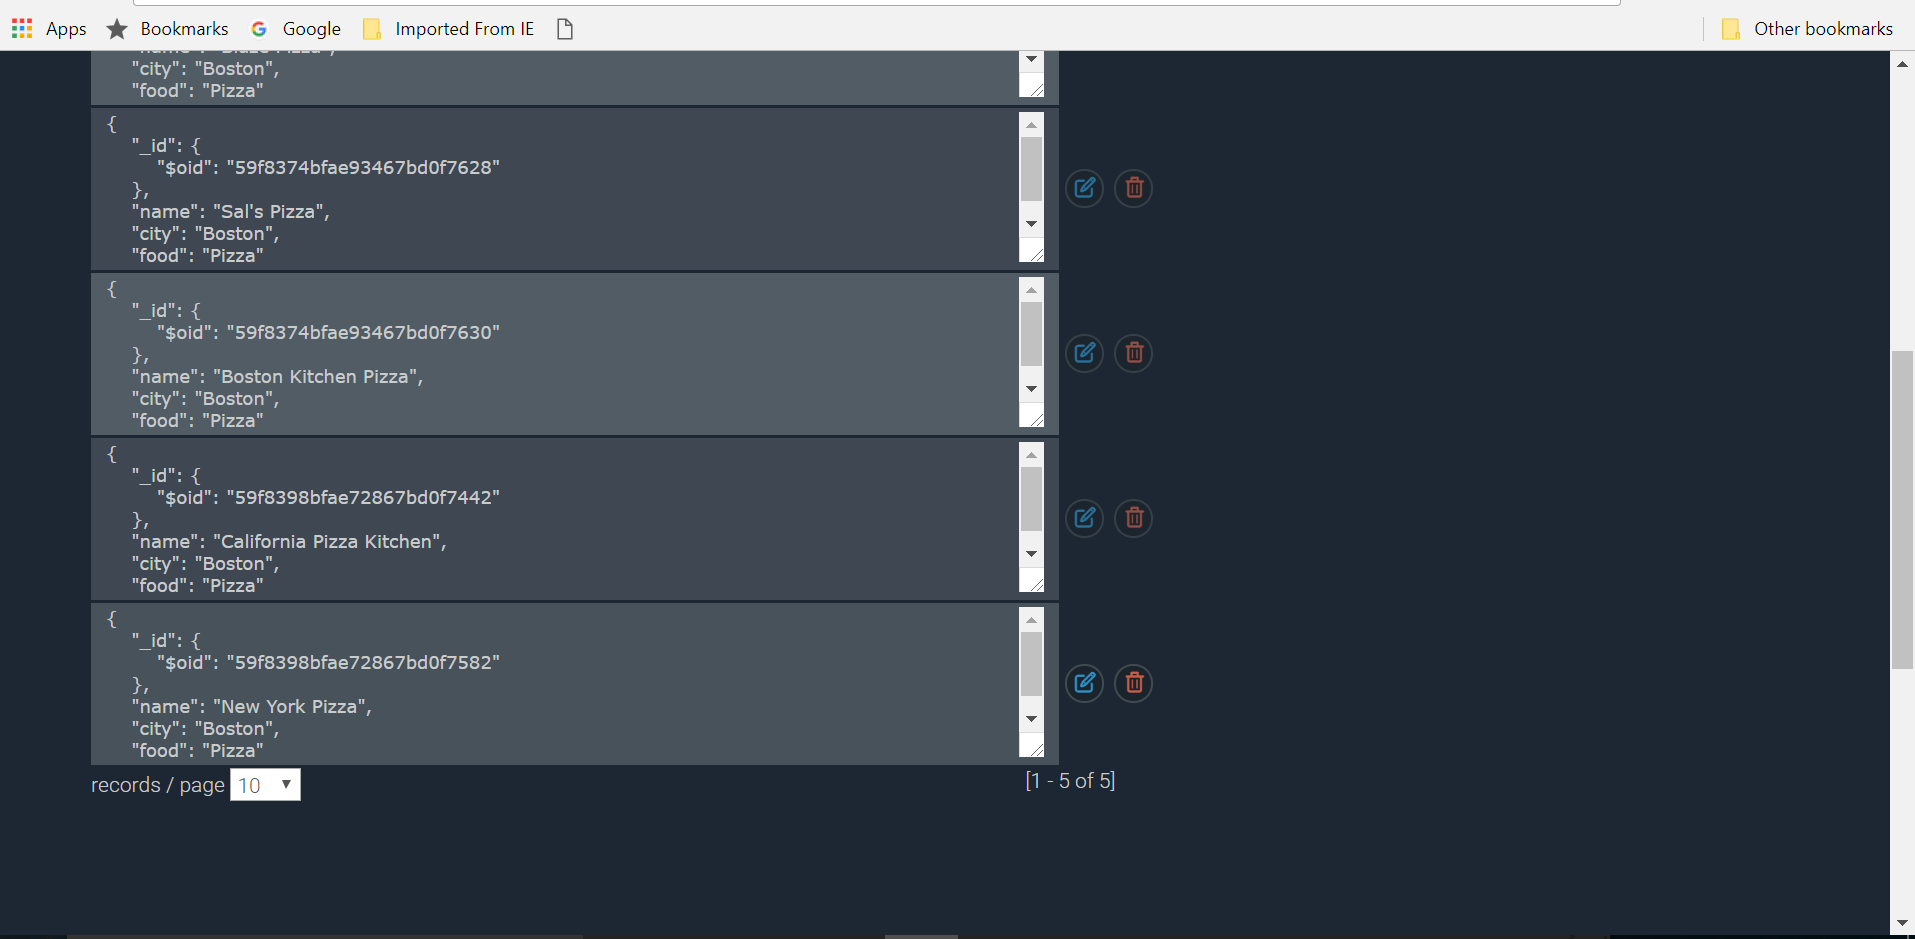 Apps Bookmarks Google Imported From IE Other bookmarks
"city": "Boston",
"food": "Pizza"
{
"_id": {
"$oid": "59f8374bfae93467bd0f7628"
},
"name": "Sal's Pizza",
"city": "Boston",
"food": "Pizza"
{
"_id": {
"$oid": "59f8374bfae93467bd0f7630"
},
"name": "Boston Kitchen Pizza",
"city": "Boston",
"food": "Pizza"
{
"_id": {
"$oid": "59f8398bfae72867bd0f7442"
},
"name": "California Pizza Kitchen",
"city": "Boston",
"food": "Pizza"
{
"_id": {
"$oid": "59f8398bfae72867bd0f7582"
},
"name": "New York Pizza",
"city": "Boston",
"food": "Pizza"
records / page 10 [1 - 5 of 5]